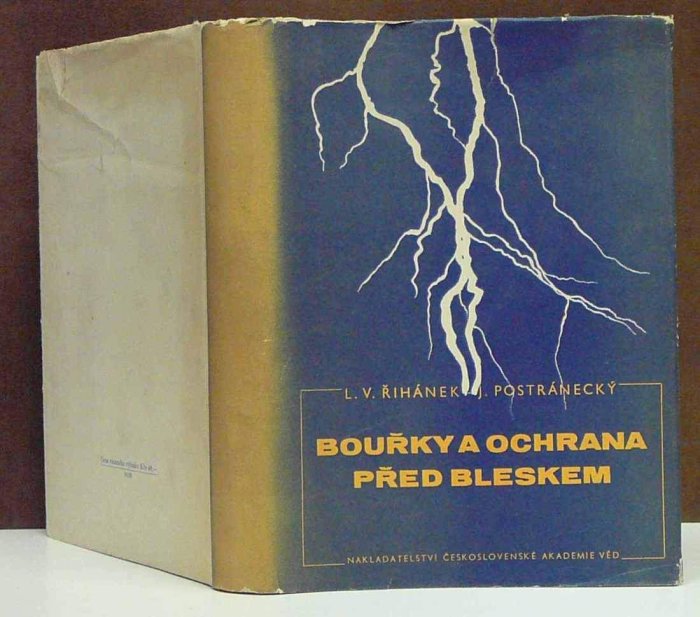 L. V. ŘIHÁNEK - J. POSTRÁNECKÝ
BOUŘKY A OCHRANA
PŘED BLESKEM
NAKLADATELSTVÍ ČESKOSLOVENSKÉ AKADEMIE VĚD